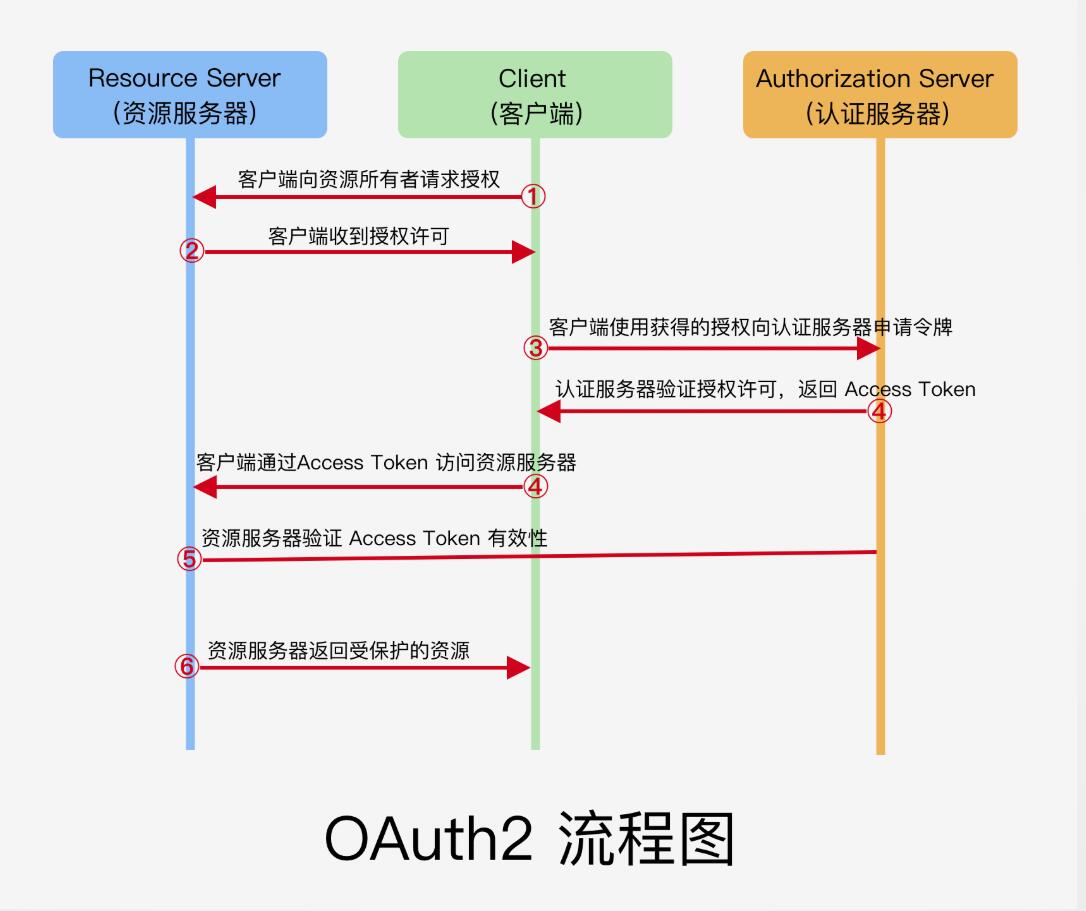 Resource Server
（资源服务器）
Client
（客户端）
Authorization Server
（认证服务器）
客户端向资源所有者请求授权
①
客户端收到授权许可
②
客户端使用获得的授权向认证服务器申请令牌
③
认证服务器验证授权许可，返回 Access Token
④
客户端通过Access Token 访问资源服务器
④
资源服务器验证 Access Token 有效性
⑤
资源服务器返回受保护的资源
⑥
OAuth2 流程图